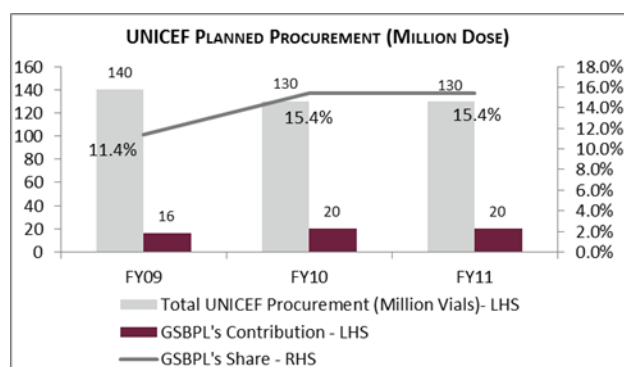 UNICEF PLANNED PROCUREMENT (MILLION DOSE)
160 140 130 130 18.0%
140 16.0%
120 15.4% 15.4% 14.0%
100 11.4% 12.0%
80 10.0%
60 8.0%
6.0%
40 4.0%
20 16 20 20 2.0%
0 0.0%
FY09 FY10 FY11
Total UNICEF Procurement (Million Vials)- LHS
GSBPL's Contribution - LHS
GSBPL's Share - RHS